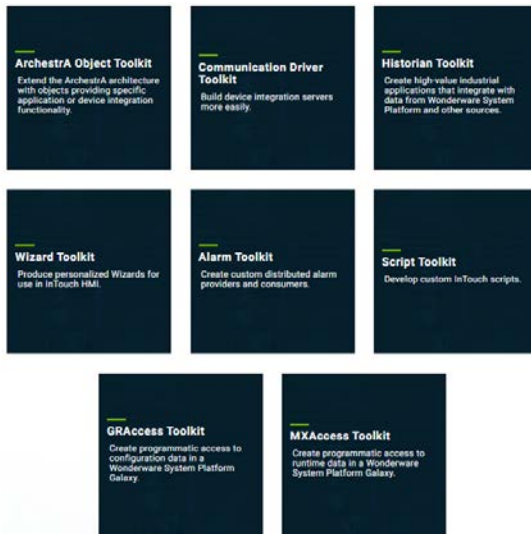 ArchestrA Object Toolkit
Extend the ArchestrA architecture
with objects providing specific
application or device integration
functionality.
Communication Driver
Toolkit
Build device integration servers
more easily.
Historian Toolkit
Create high-value industrial
applications that integrate with
data from Wonderware System
Platform and other sources.
Wizard Toolkit
Produce personalized Wizards for
use in InTouch HMI.
Alarm Toolkit
Create custom distributed alarm
providers and consumers.
Script Toolkit
Develop custom InTouch scripts.
GRAccess Toolkit
Create programmatic access to
configuration data in a
Wonderware System Platform
Galaxy.
MXAccess Toolkit
Create programmatic access to
runtime data in a Wonderware
System Platform Galaxy.